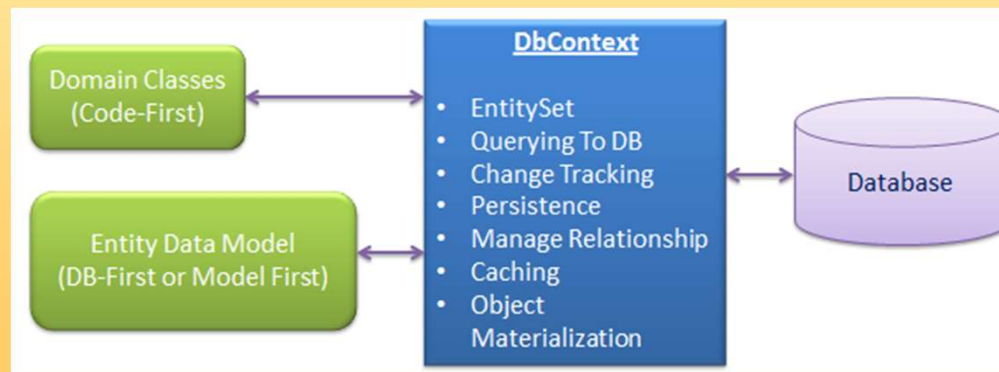 Domain Classes
(Code-First)
Entity Data Model
(DB-First or Model First)
DbContext
• EntitySet
• Querying To DB
• Change Tracking
• Persistence
• Manage Relationship
• Caching
• Object
Materialization
Database